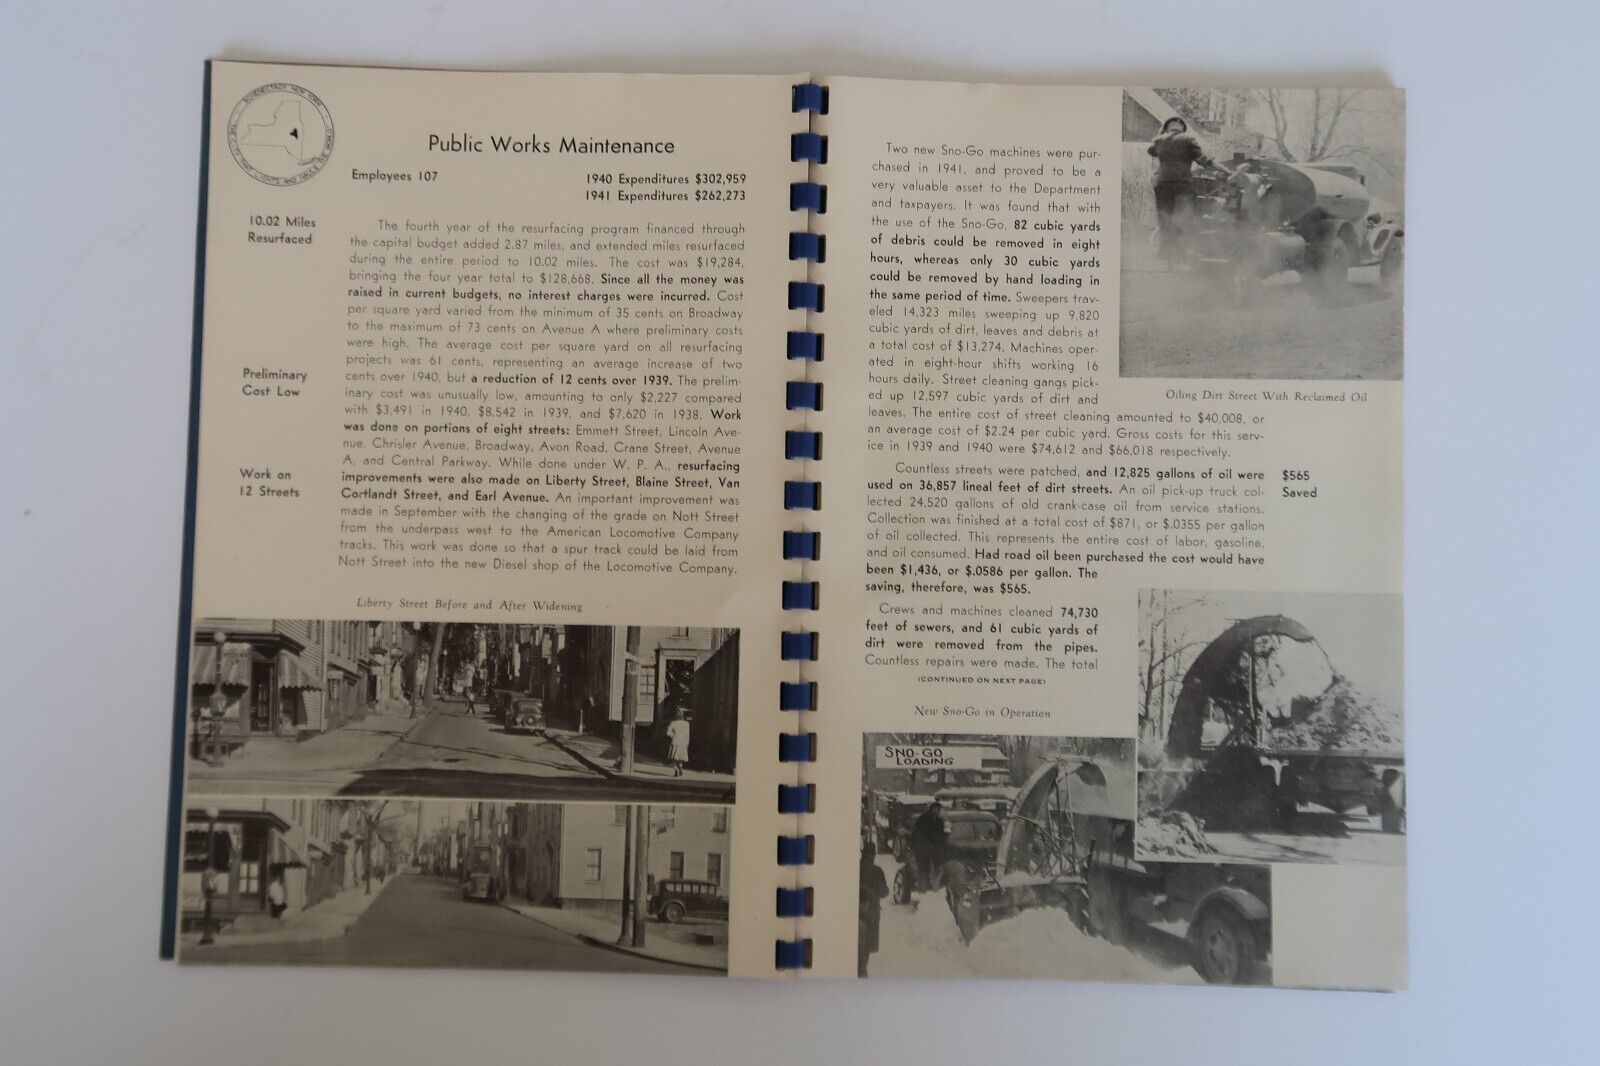 SCHENECTADY, NEW YORK
THE CITY THAT LIGHTS AND HAULS THE WORLD
Public Works Maintenance
Employees 107
1940 Expenditures $302,959
1941 Expenditures $262,273
10.02 Miles
Resurfaced
The fourth year of the resurfacing program financed through
the capital budget added 2.87 miles, and extended miles resurfaced
during the entire period to 10.02 miles. The cost was $19,284,
bringing the four year total to $128,668. Since all the money was
raised in current budgets, no interest charges were incurred. Cost
per square yard varied from the minimum of 35 cents on Broadway
to the maximum of 73 cents on Avenue A where preliminary costs
were high. The average cost per square yard on all resurfacing
projects was 61 cents, representing an average increase of two
cents over 1940, but a reduction of 12 cents over 1939. The prelim-
inary cost was unusually low, amounting to only $2,227 compared
with $3,491 in 1940, $8,542 in 1939, and $7,620 in 1938. Work
was done on portions of eight streets: Emmett Street, Lincoln Ave-
nue, Chrisler Avenue, Broadway, Avon Road, Crane Street, Avenue
A, and Central Parkway. While done under W. P. A., resurfacing
improvements were also made on Liberty Street, Blaine Street, Van
Cortlandt Street, and Earl Avenue. An important improvement was
made in September with the changing of the grade on Nott Street
from the underpass west to the American Locomotive Company
tracks. This work was done so that a spur track could be laid from
Nott Street into the new Diesel shop of the Locomotive Company.
Preliminary
Cost Low
Work on
12 Streets
Liberty Street Before and After Widening
Two new Sno-Go machines were pur-
chased in 1941, and proved to be a
very valuable asset to the Department
and taxpayers. It was found that with
the use of the Sno-Go, 82 cubic yards
of debris could be removed in eight
hours, whereas only 30 cubic yards
could be removed by hand loading in
the same period of time. Sweepers trav-
eled 14,323 miles sweeping up 9,820
cubic yards of dirt, leaves and debris at
a total cost of $13,274. Machines oper-
ated in eight-hour shifts working 16
hours daily. Street cleaning gangs pick-
ed up 12,597 cubic yards of dirt and
leaves. The entire cost of street cleaning amounted to $40,008, or
an average cost of $2.24 per cubic yard. Gross costs for this serv-
ice in 1939 and 1940 were $74,612 and $66,018 respectively.
Oiling Dirt Street With Reclaimed Oil
Countless streets were patched, and 12,825 gallons of oil were
used on 36,857 lineal feet of dirt streets. An oil pick-up truck col-
lected 24,520 gallons of old crank-case oil from service stations.
Collection was finished at a total cost of $871, or $.0355 per gallon
of oil collected. This represents the entire cost of labor, gasoline,
and oil consumed. Had road oil been purchased the cost would have
been $1,436, or $.0586 per gallon. The
saving, therefore, was $565.
$565
Saved
Crews and machines cleaned 74,730
feet of sewers, and 61 cubic yards of
dirt were removed from the pipes.
Countless repairs were made. The total
(CONTINUED ON NEXT PAGE)
New Sno-Go in Operation
SNO-GO
LOADING